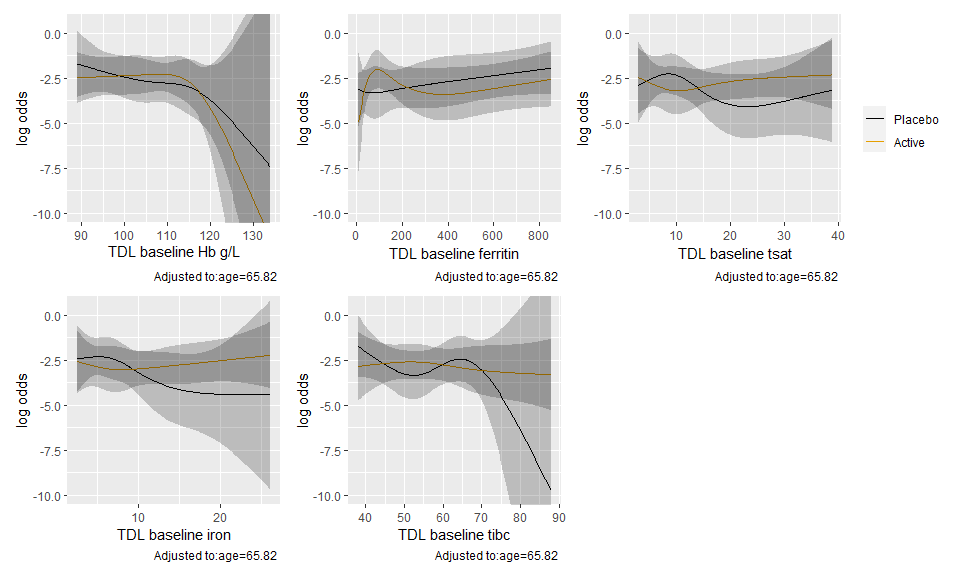 0.0
-2.5
-5.0
-7.5
-10.0
log odds
90 100 110 120 130
TDL baseline Hb g/L
Adjusted to:age=65.82
0.0
-2.5
-5.0
-7.5
-10.0
log odds
0 200 400 600 800
TDL baseline ferritin
Adjusted to:age=65.82
0.0
-2.5
-5.0
-7.5
-10.0
log odds
10 20 30 40
TDL baseline tsat
Adjusted to:age=65.82
Placebo
Active
0.0
-2.5
-5.0
-7.5
-10.0
log odds
10 20
TDL baseline iron
Adjusted to:age=65.82
0.0
-2.5
-5.0
-7.5
-10.0
log odds
40 50 60 70 80 90
TDL baseline tibc
Adjusted to:age=65.82